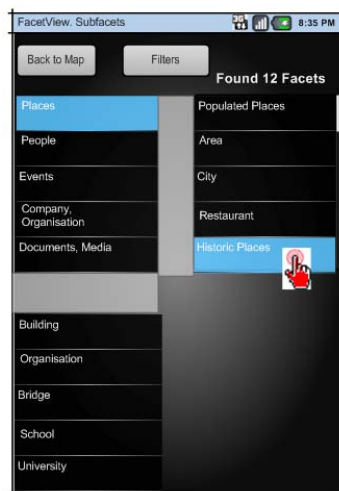 FacetView. Subfacets
3G
8:35 PM
Back to Map
Filters
Found 12 Facets
Places
People
Events
Company,
Organisation
Documents, Media
Populated Places
Area
City
Restaurant
Historic Places
Building
Organisation
Bridge
School
University